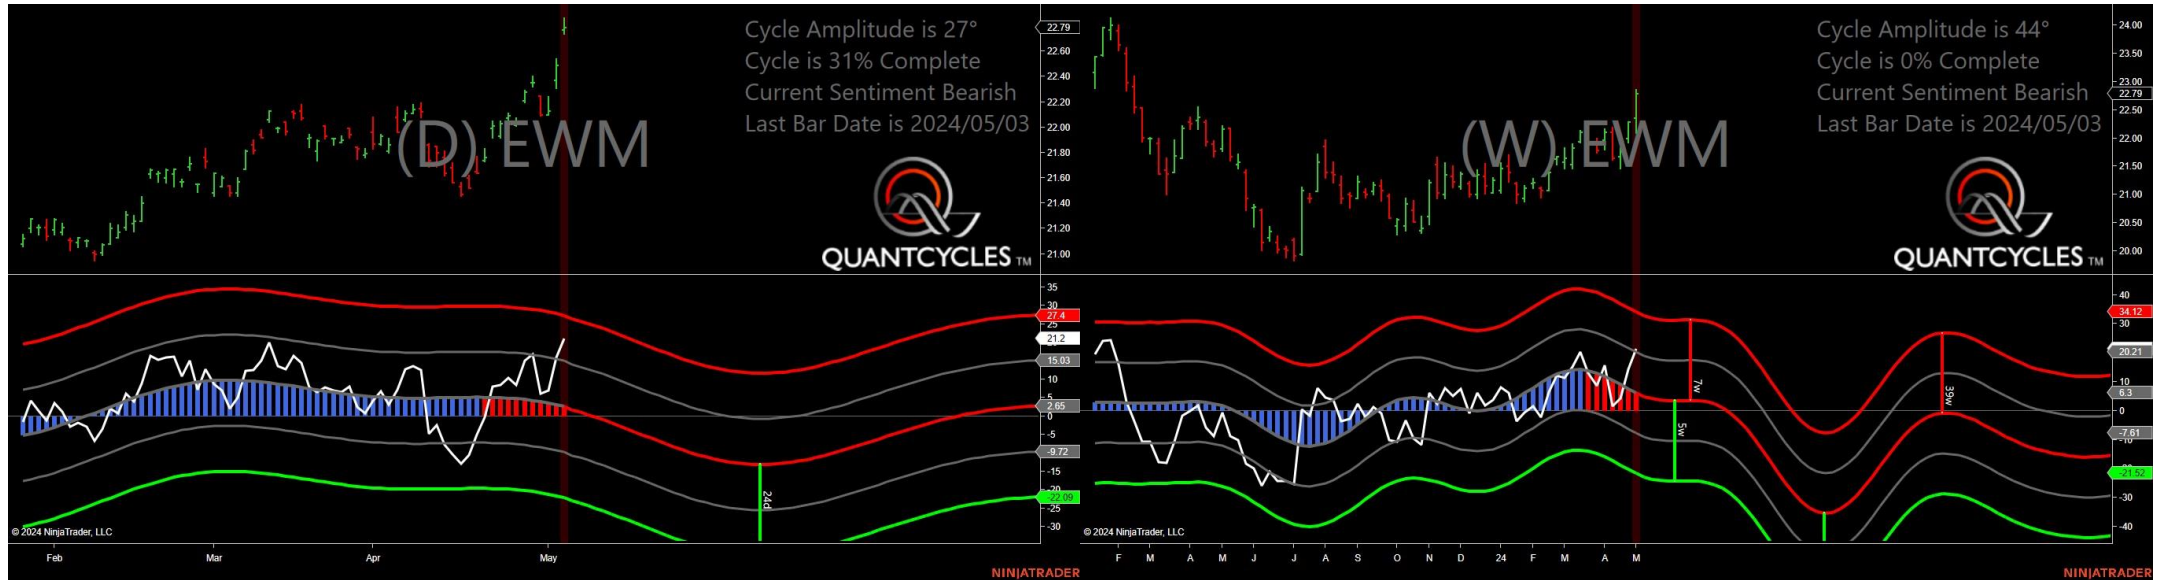 Cycle Amplitude is 27°
Cycle is 31% Complete
Current Sentiment Bearish
Last Bar Date is 2024/05/03
(D) EWM
QUANTCYCLES TM
22.79
22.60
22.40
22.20
22.00
21.80
21.60
21.40
21.20
21.00
35
30
27.4
25
21.2
15.03
10
5
2.65
0
-5
-9.72
-15
-20
-22.09
-25
-30
24d
© 2024 NinjaTrader, LLC
Feb Mar Apr May
NINJATRADER
Cycle Amplitude is 44°
Cycle is 0% Complete
Current Sentiment Bearish
Last Bar Date is 2024/05/03
(W) EWM
QUANTCYCLES TM
24.00
23.50
23.00
22.79
22.50
22.00
21.50
21.00
20.50
20.00
40
34.12
30
20.21
10
6.3
0
-7.61
-10
-21.52
-30
-40
7w
5w
39w
© 2024 NinjaTrader, LLC
F M A M J J A S O N D 24 F M A M
NINJATRADER